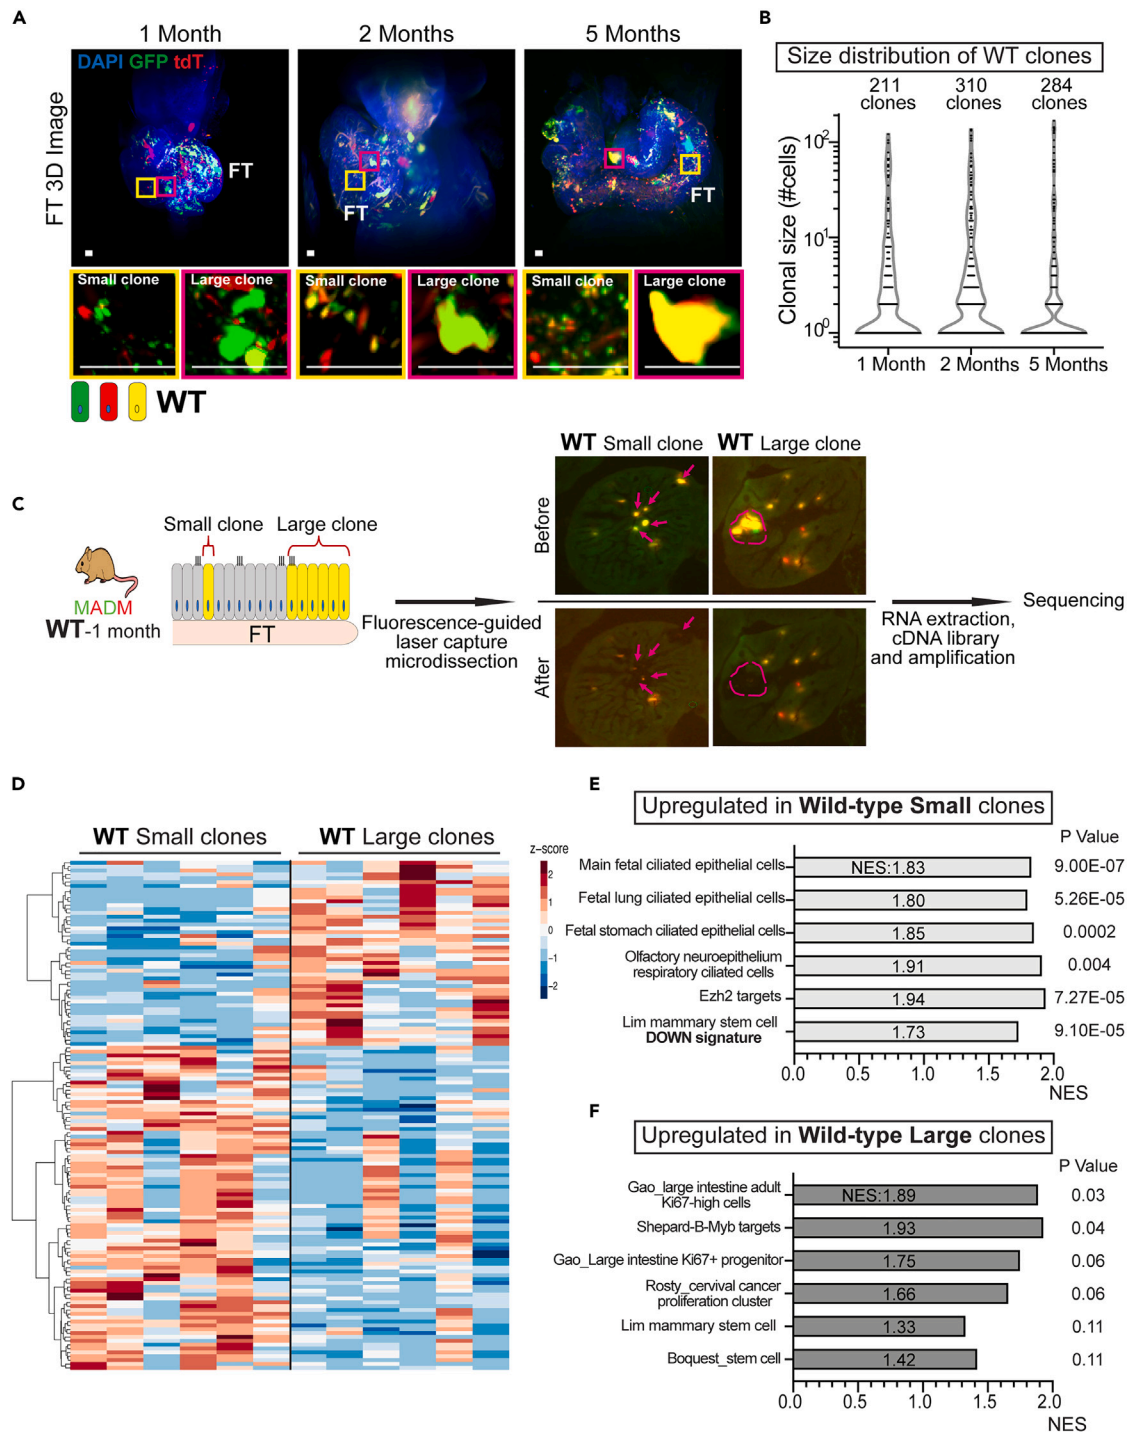 A
1 Month
2 Months
5 Months
FT 3D Image
DAPI GFP tdT
FT
FT
FT
Small clone
Large clone
Small clone
Large clone
Small clone
Large clone
WT
B
Size distribution of WT clones
211 clones
310 clones
284 clones
Clonal size (#cells)
10²
10¹
10⁰
1 Month
2 Months
5 Months
C
MADM
WT-1 month
Small clone
Large clone
FT
Fluorescence-guided
laser capture
microdissection
WT Small clone
WT Large clone
Before
After
RNA extraction,
cDNA library
and amplification
Sequencing
D
WT Small clones
WT Large clones
z-score
2
1
0
-1
-2
E
Upregulated in Wild-type Small clones
P Value
Main fetal ciliated epithelial cells
NES:1.83
9.00E-07
Fetal lung ciliated epithelial cells
1.80
5.26E-05
Fetal stomach ciliated epithelial cells
1.85
0.0002
Olfactory neuroepithelium
respiratory ciliated cells
1.91
0.004
Ezh2 targets
1.94
7.27E-05
Lim mammary stem cell
DOWN signature
1.73
9.10E-05
0.0
0.5
1.0
1.5
2.0
NES
F
Upregulated in Wild-type Large clones
P Value
Gao_large intestine adult
Ki67-high cells
NES:1.89
0.03
Shepard-B-Myb targets
1.93
0.04
Gao_Large intestine Ki67+ progenitor
1.75
0.06
Rosty_cervival cancer
proliferation cluster
1.66
0.06
Lim mammary stem cell
1.33
0.11
Boquest_stem cell
1.42
0.11
0.0
0.5
1.0
1.5
2.0
NES